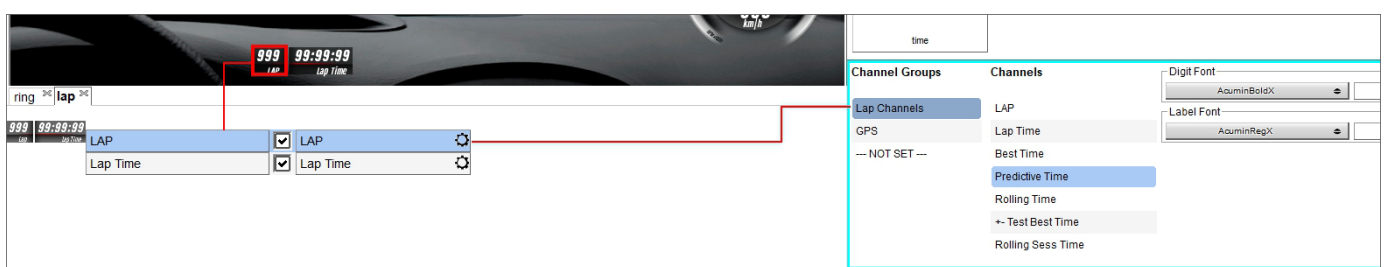 km/h
time
999 99:99:99
LAP Lap Time
Channel Groups Channels Digit Font
AcuminBoldX
ring lap
Lap Channels LAP Label Font
999 99:99:99
Lap Lap Time
AcuminRegX
LAP LAP
GPS Lap Time
Lap Time Lap Time
--- NOT SET --- Best Time
Predictive Time
Rolling Time
+- Test Best Time
Rolling Sess Time